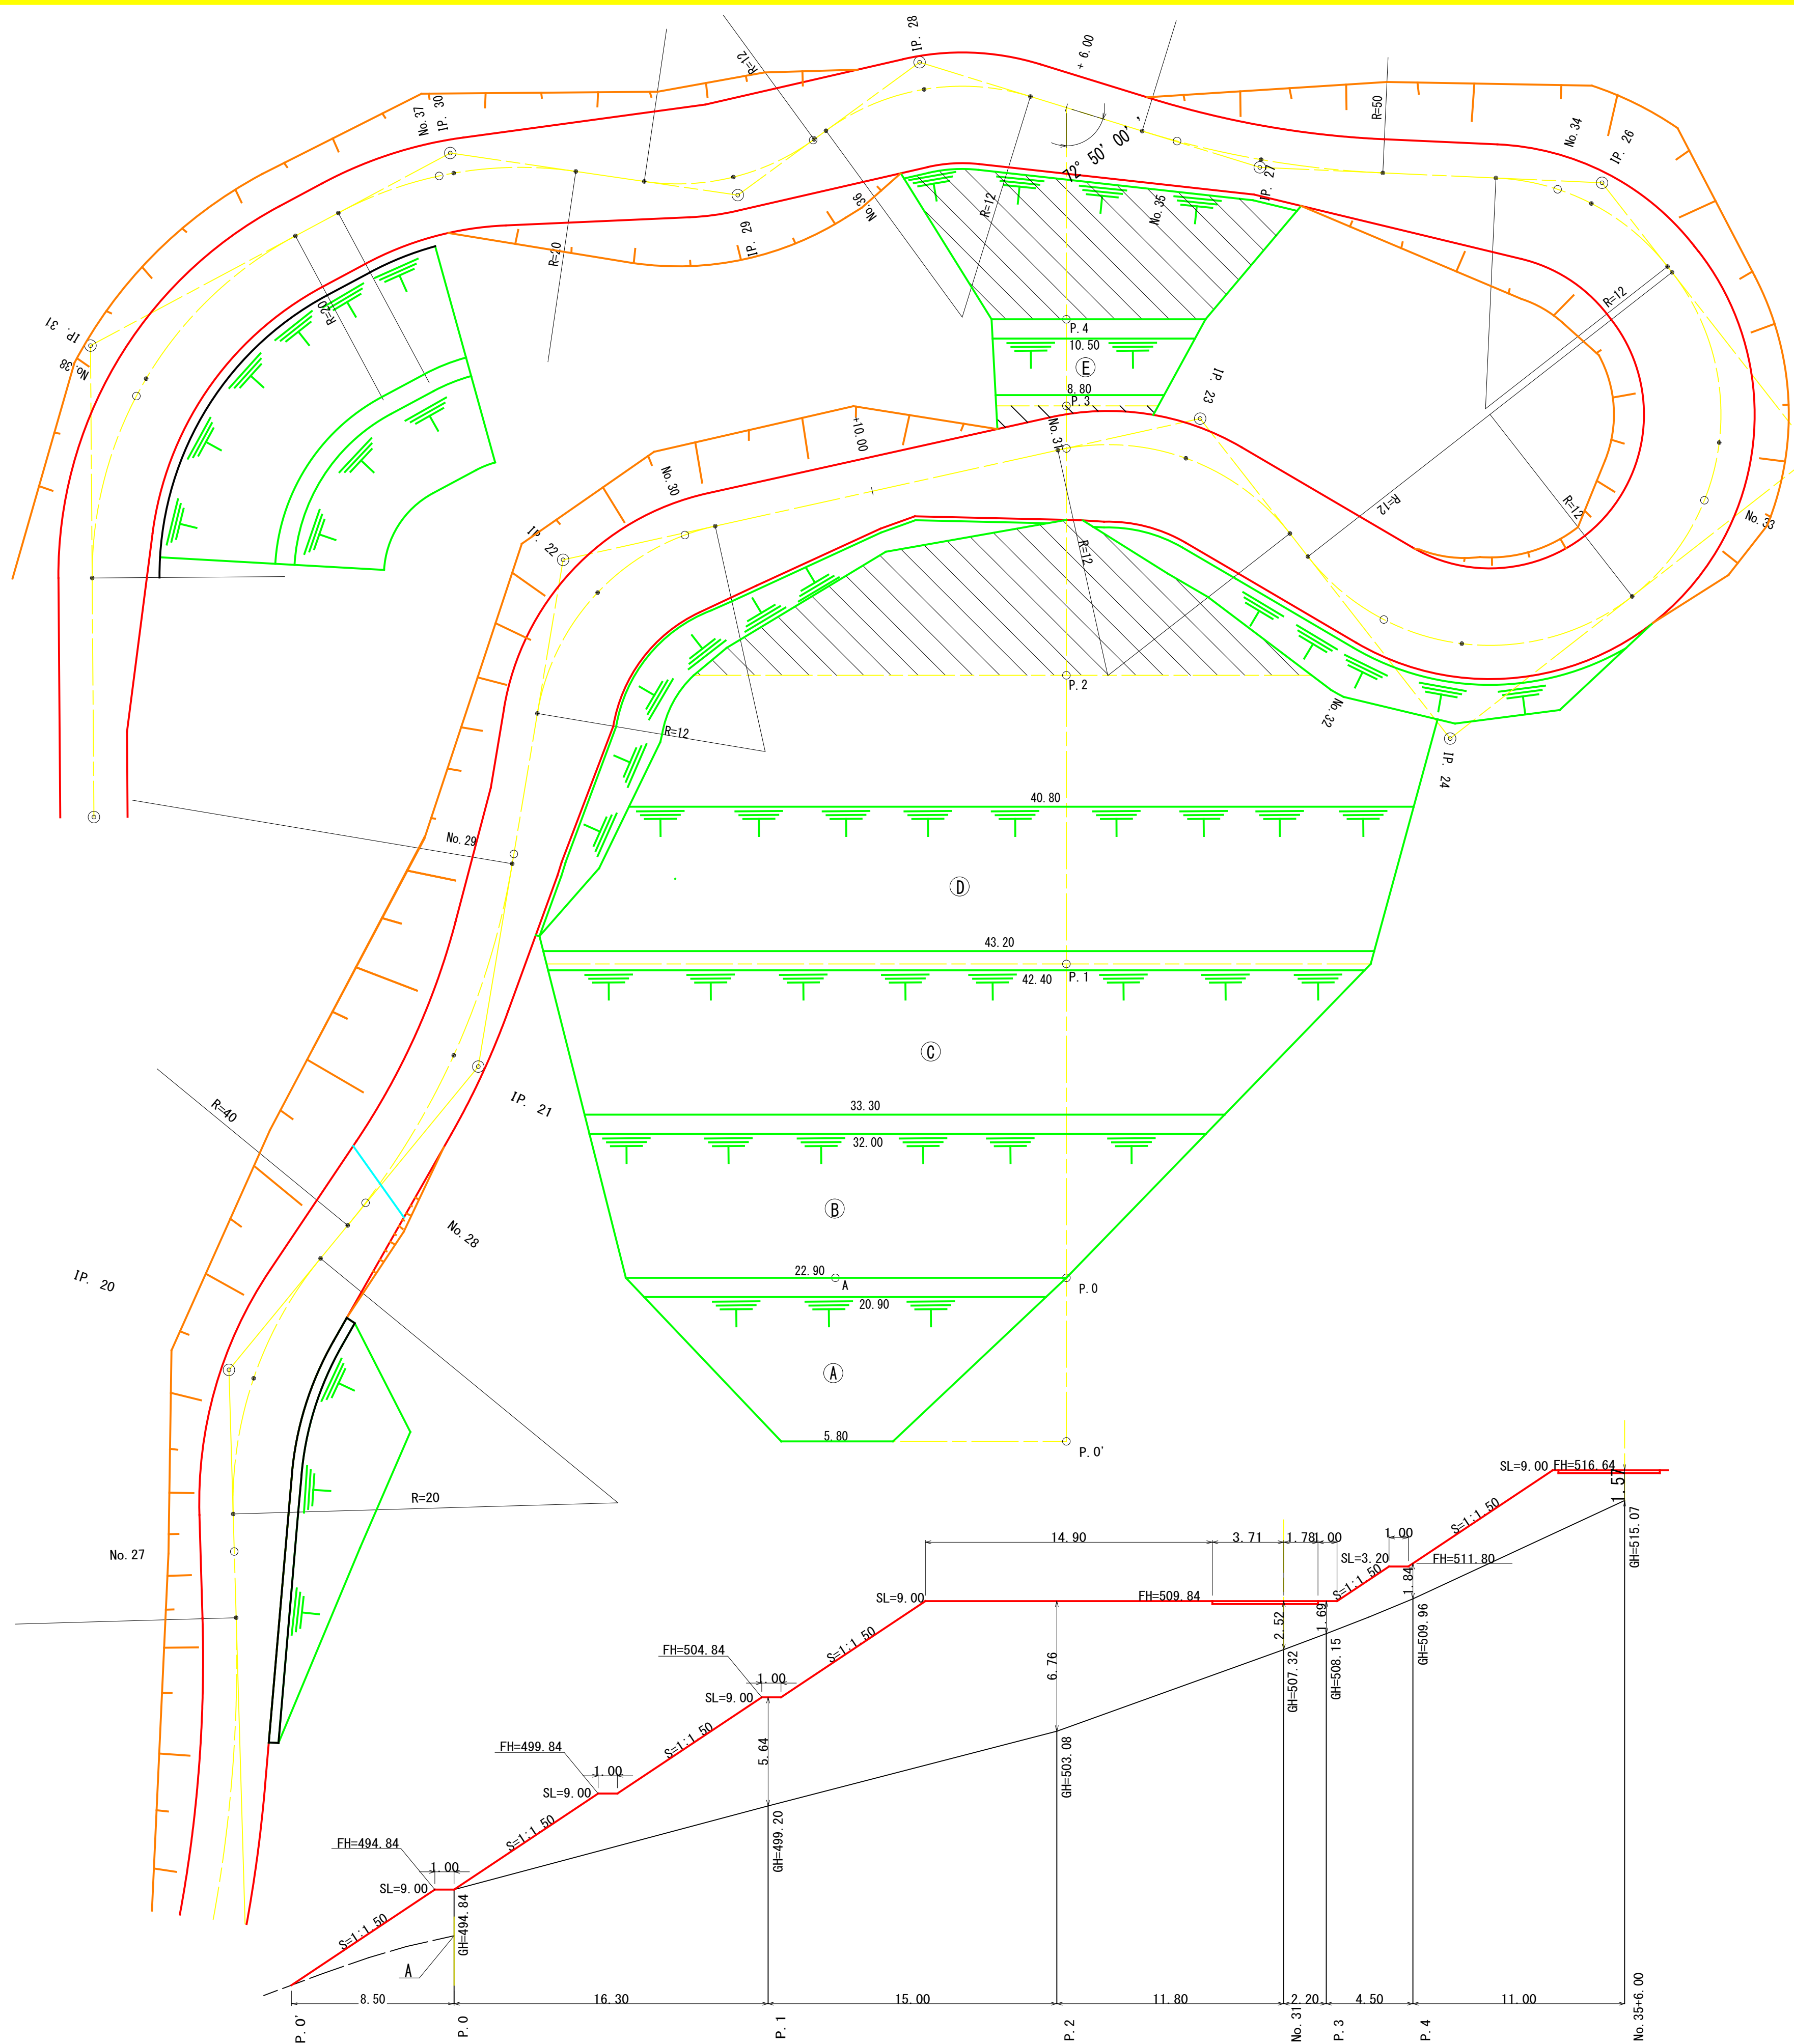 IP. 28
+ 6.00
R=12
No.37
IP. 30
R=50
No.34
IP. 26
72° 50' 00''
IP. 27
R=12
No.35
No.36
IP. 29
R=20
R=20
R=12
IP. 31
No.38
P.4
10.50
E
8.80
P.3
IP. 23
+10.00
No.31
No.30
R=12
R=12
No.33
IP. 22
R=12
P.2
No.32
R=12
IP. 24
40.80
No.29
D
43.20
P.1
42.40
C
R=40
IP. 21
33.30
32.00
B
No.28
IP. 20
22.90
A
P.0
20.90
A
5.80
P.0'
R=20
No.27
SL=9.00
FH=516.64
1.57
S=1:1.50
GH=515.07
14.90
3.71
1.78
1.00
1.00
SL=3.20
FH=511.80
S=1:1.50
1.84
SL=9.00
FH=509.84
2.52
1.69
GH=509.96
S=1:1.50
FH=504.84
6.76
GH=507.32
GH=508.15
1.00
SL=9.00
S=1:1.50
5.64
FH=499.84
GH=503.08
1.00
SL=9.00
S=1:1.50
GH=499.20
FH=494.84
1.00
SL=9.00
S=1:1.50
GH=494.84
A
8.50
16.30
15.00
11.80
2.20
4.50
11.00
P.0'
P.0
P.1
P.2
No.31
P.3
P.4
No.35+6.00